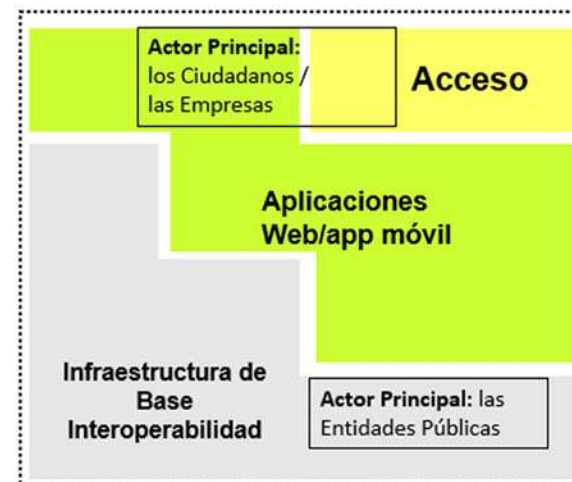 Actor Principal:
los Ciudadanos /
las Empresas
Acceso
Aplicaciones
Web/app móvil
Infraestructura de
Base
Interoperabilidad
Actor Principal: las
Entidades Públicas